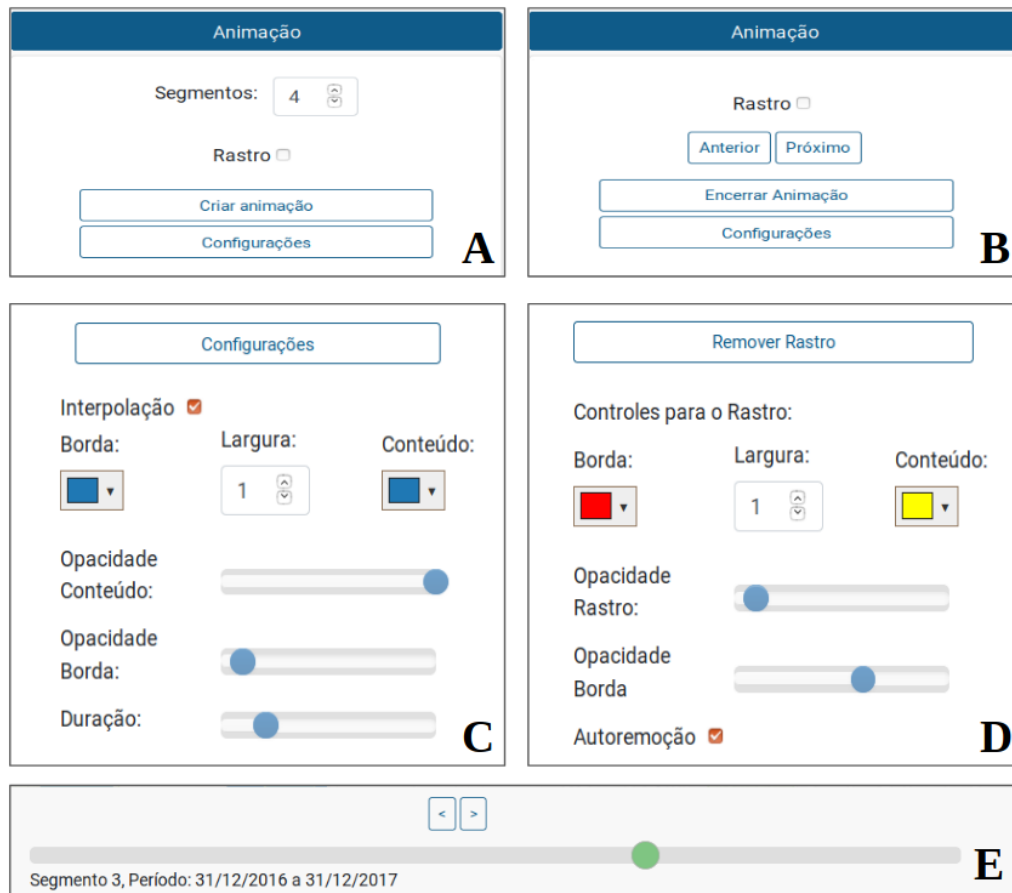 Animação
Segmentos: 4
Rastro
Criar animação
Configurações
A
Animação
Rastro
Anterior Próximo
Encerrar Animação
Configurações
B
Configurações
Interpolação
Borda: Largura: Conteúdo:
1
Opacidade
Conteúdo:
Opacidade
Borda:
Duração:
C
Remover Rastro
Controles para o Rastro:
Borda: Largura: Conteúdo:
1
Opacidade
Rastro:
Opacidade
Borda
Autoremoção
D
< >
Segmento 3, Período: 31/12/2016 a 31/12/2017
E